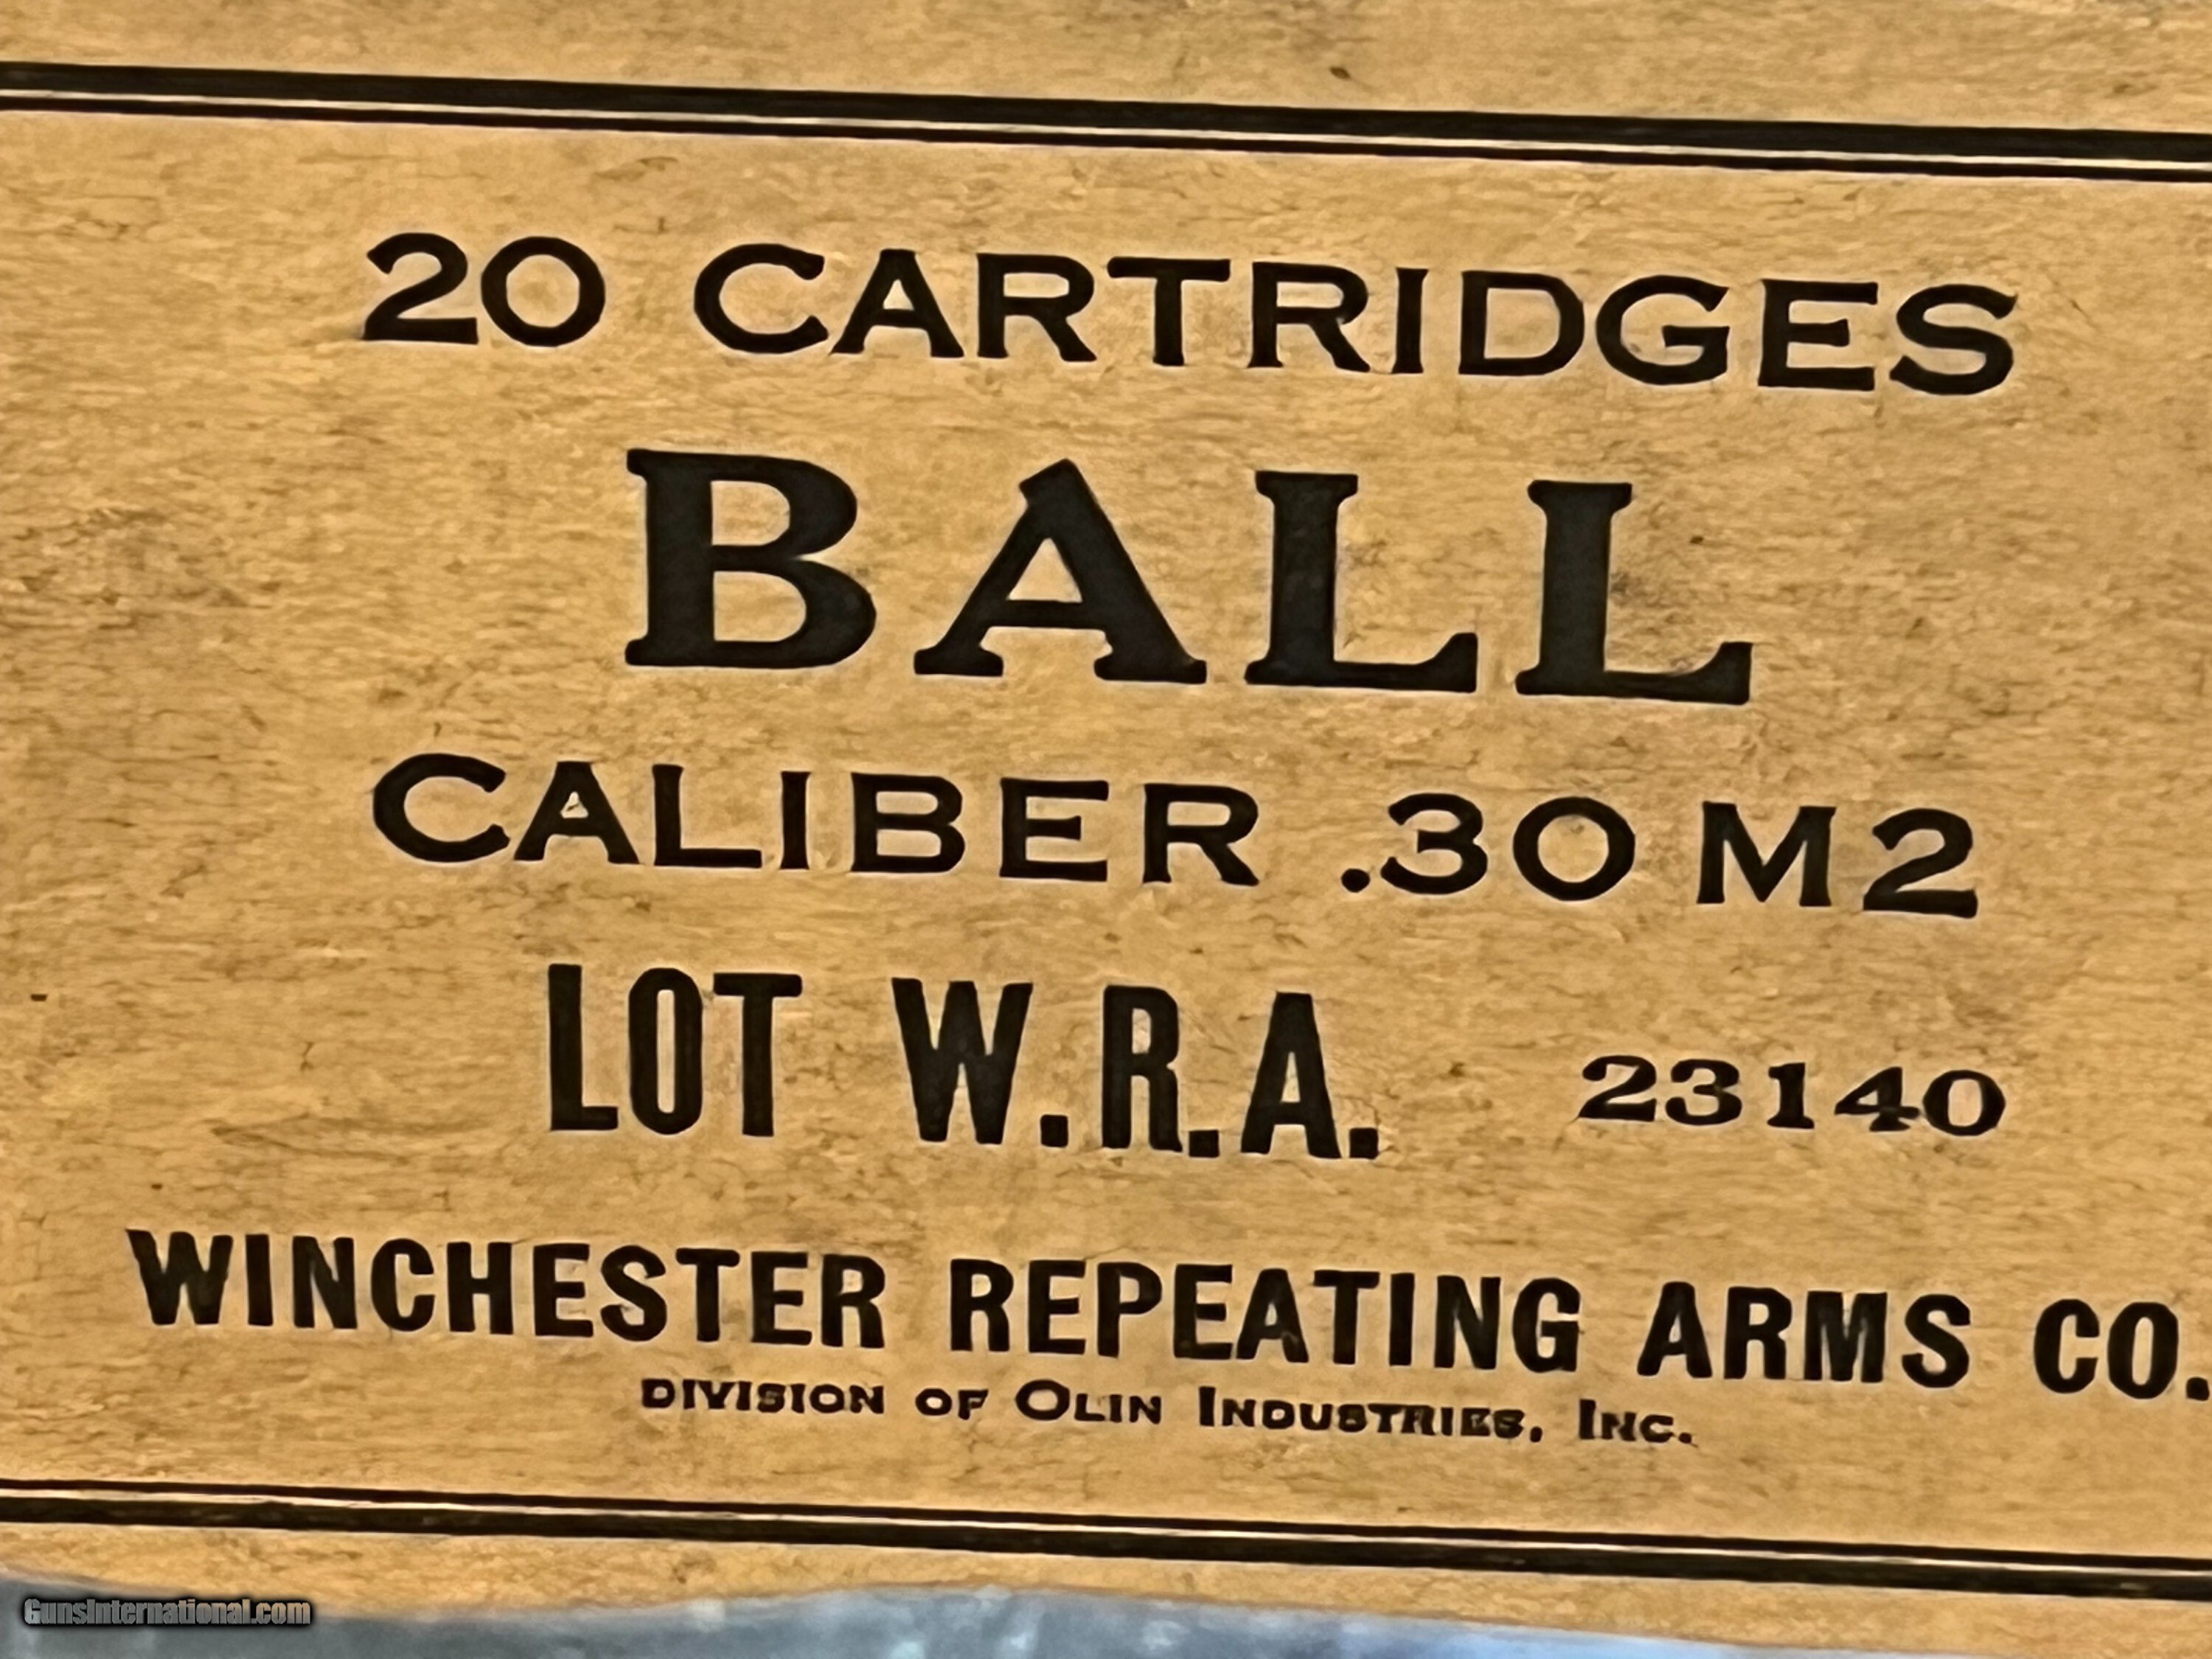 20 CARTRIDGES
BALL
CALIBER .30 M2
LOT W.R.A. 23140
WINCHESTER REPEATING ARMS CO.
DIVISION OF OLIN INDUSTRIES, INC.
GunsInternational.com